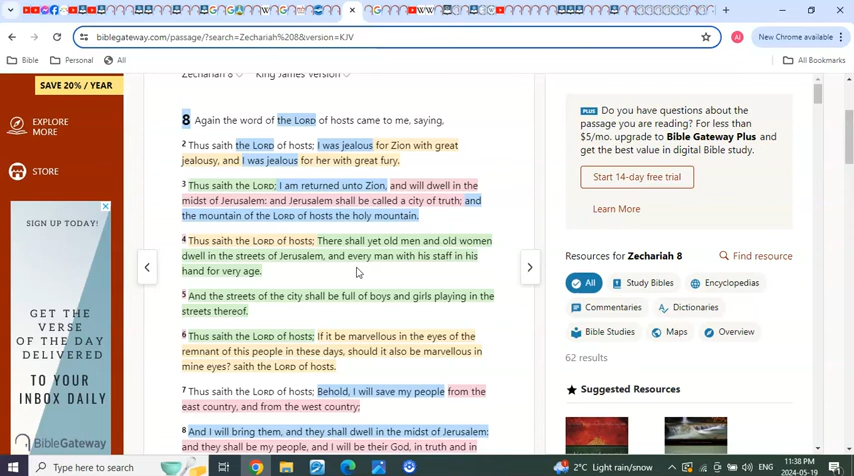 New Chrome available
biblegateway.com/passage/?search=Zechariah%208&version=KJV
AI
Bible
Personal
All
All Bookmarks
SAVE 20% / YEAR
EXPLORE
MORE
STORE
SIGN UP TODAY!
GET THE
VERSE
OF THE DAY
DELIVERED
TO YOUR
INBOX DAILY
BibleGateway
Zechariah 8
King James Version
8 Again the word of the LORD of hosts came to me, saying,
2 Thus saith the LORD of hosts; I was jealous for Zion with great
jealousy, and I was jealous for her with great fury.
3 Thus saith the LORD; I am returned unto Zion, and will dwell in the
midst of Jerusalem: and Jerusalem shall be called a city of truth; and
the mountain of the LORD of hosts the holy mountain.
4 Thus saith the LORD of hosts; There shall yet old men and old women
dwell in the streets of Jerusalem, and every man with his staff in his
hand for very age.
5 And the streets of the city shall be full of boys and girls playing in the
streets thereof.
6 Thus saith the LORD of hosts; If it be marvellous in the eyes of the
remnant of this people in these days, should it also be marvellous in
mine eyes? saith the LORD of hosts.
7 Thus saith the LORD of hosts; Behold, I will save my people from the
east country, and from the west country;
8 And I will bring them, and they shall dwell in the midst of Jerusalem:
and they shall be my people, and I will be their God, in truth and in
PLUS Do you have questions about the
passage you are reading? For less than
$5/mo. upgrade to Bible Gateway Plus and
get the best value in digital Bible study.
Start 14-day free trial
Learn More
Resources for Zechariah 8
Find resource
All
Study Bibles
Encyclopedias
Commentaries
Dictionaries
Bible Studies
Maps
Overview
62 results
Suggested Resources
Type here to search
2°C Light rain/snow
ENG
11:38 PM
2024-05-19